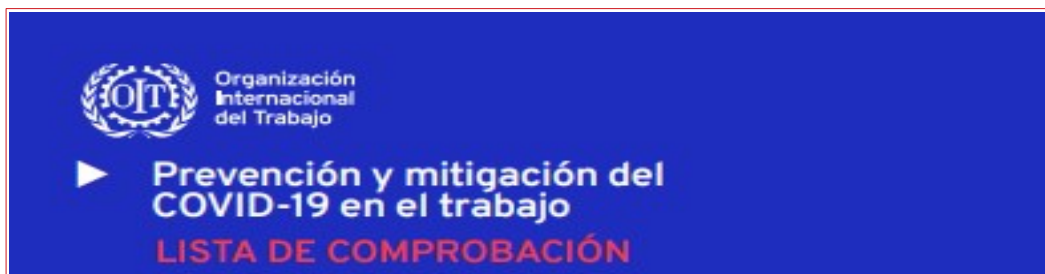 OIT
Organización
Internacional
del Trabajo
Prevención y mitigación del
COVID-19 en el trabajo
LISTA DE COMPROBACIÓN